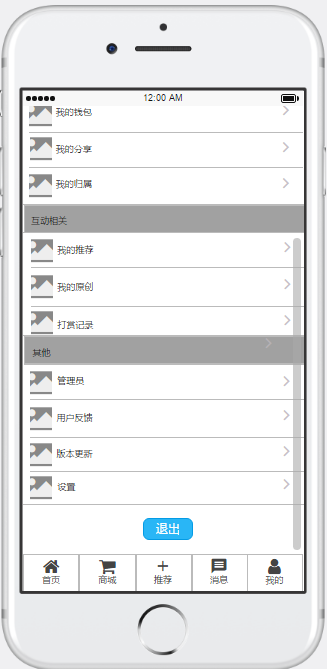 12:00 AM
我的钱包
我的分享
我的归属
互动相关
我的推荐
我的原创
打赏记录
其他
管理员
用户反馈
版本更新
设置
退出
首页 商城 推荐 消息 我的